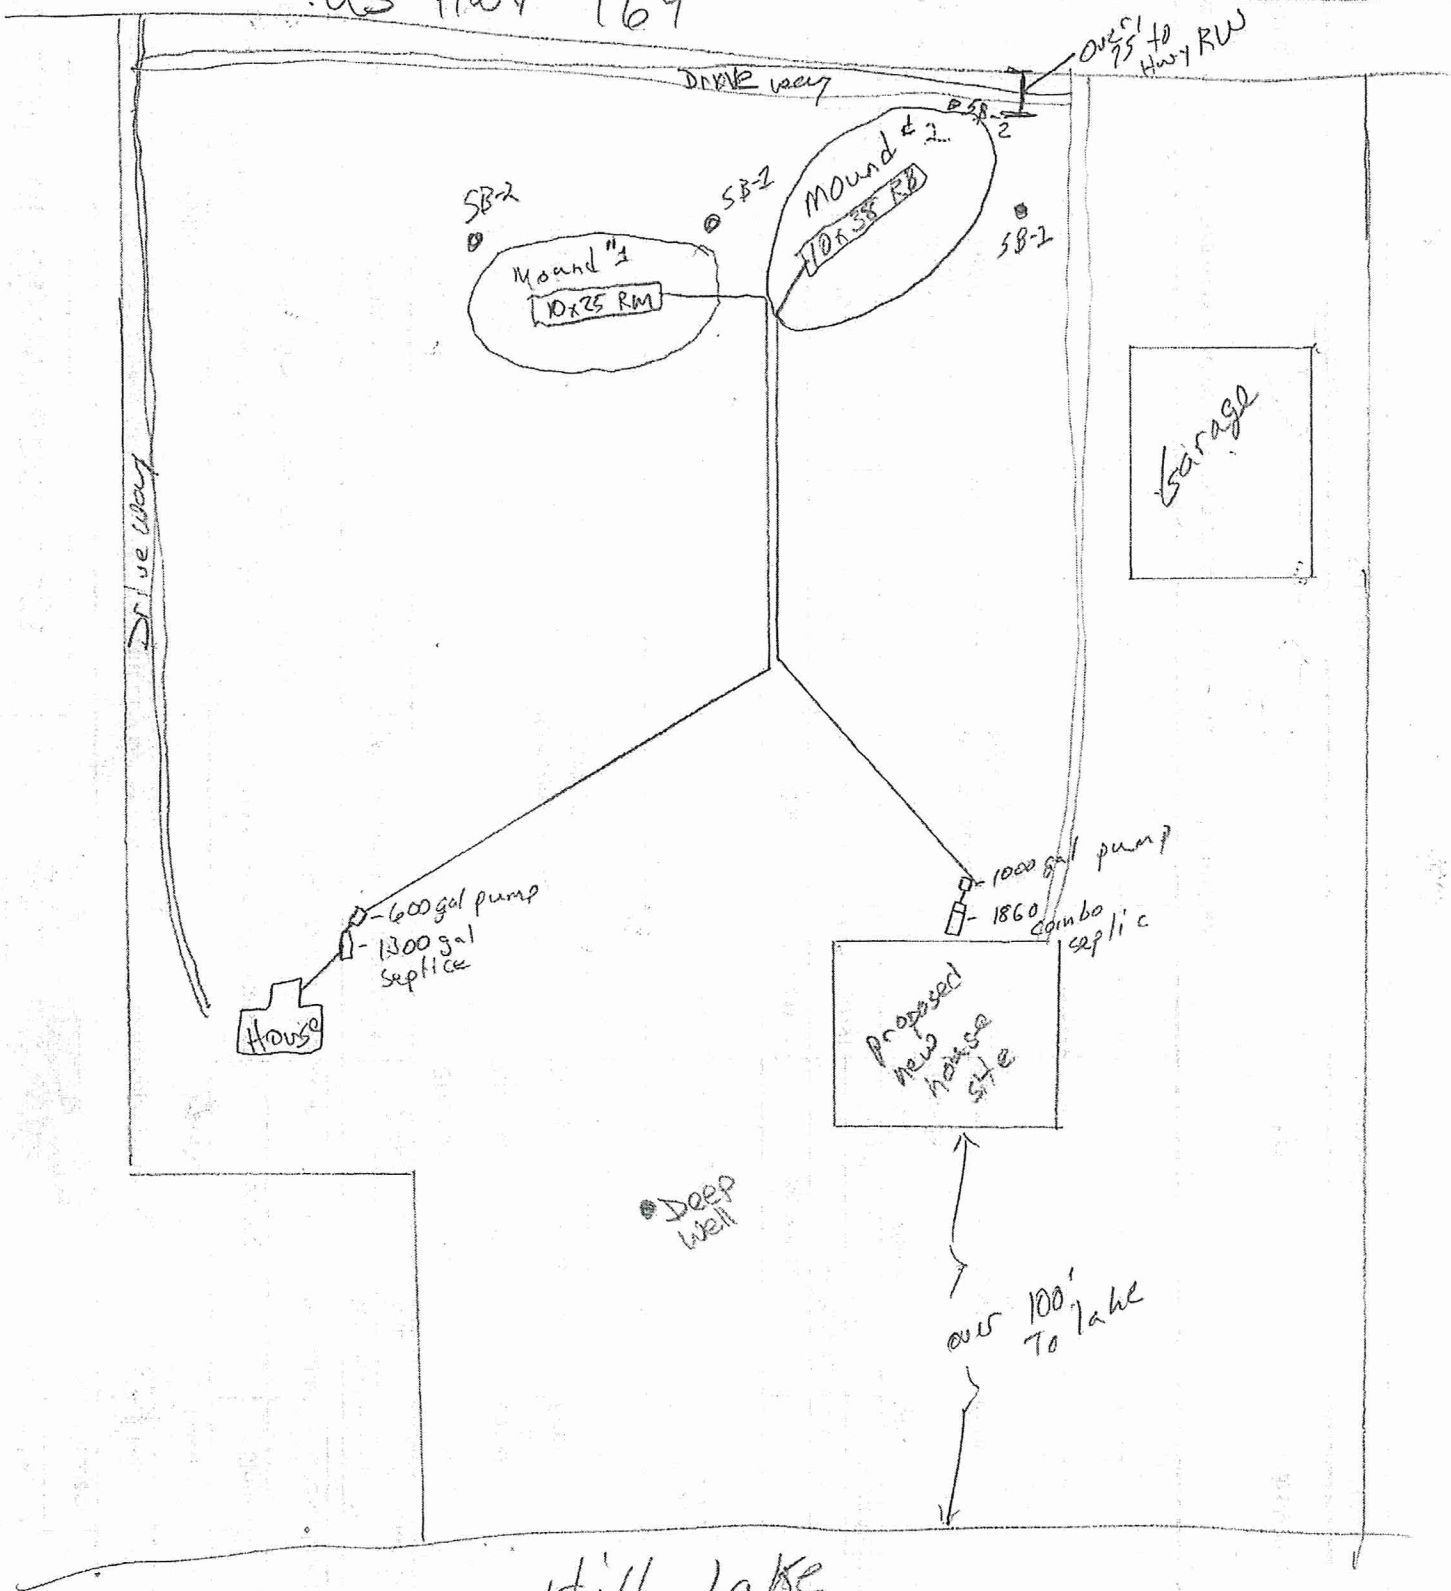 US Hwy 169
over
75' to
Hwy RW
Drive way
SB-2
SB-2
SB-1
Mound # 2
10x38 RB
SB-1
Mound "1
10x25 RM
Garage
Drive way
-1000 gal pump
-1860 combo
septic
-600 gal pump
-1300 gal
septice
House
proposed
new
house
site
Deep
well
over 100'
To lake
Hill Lake